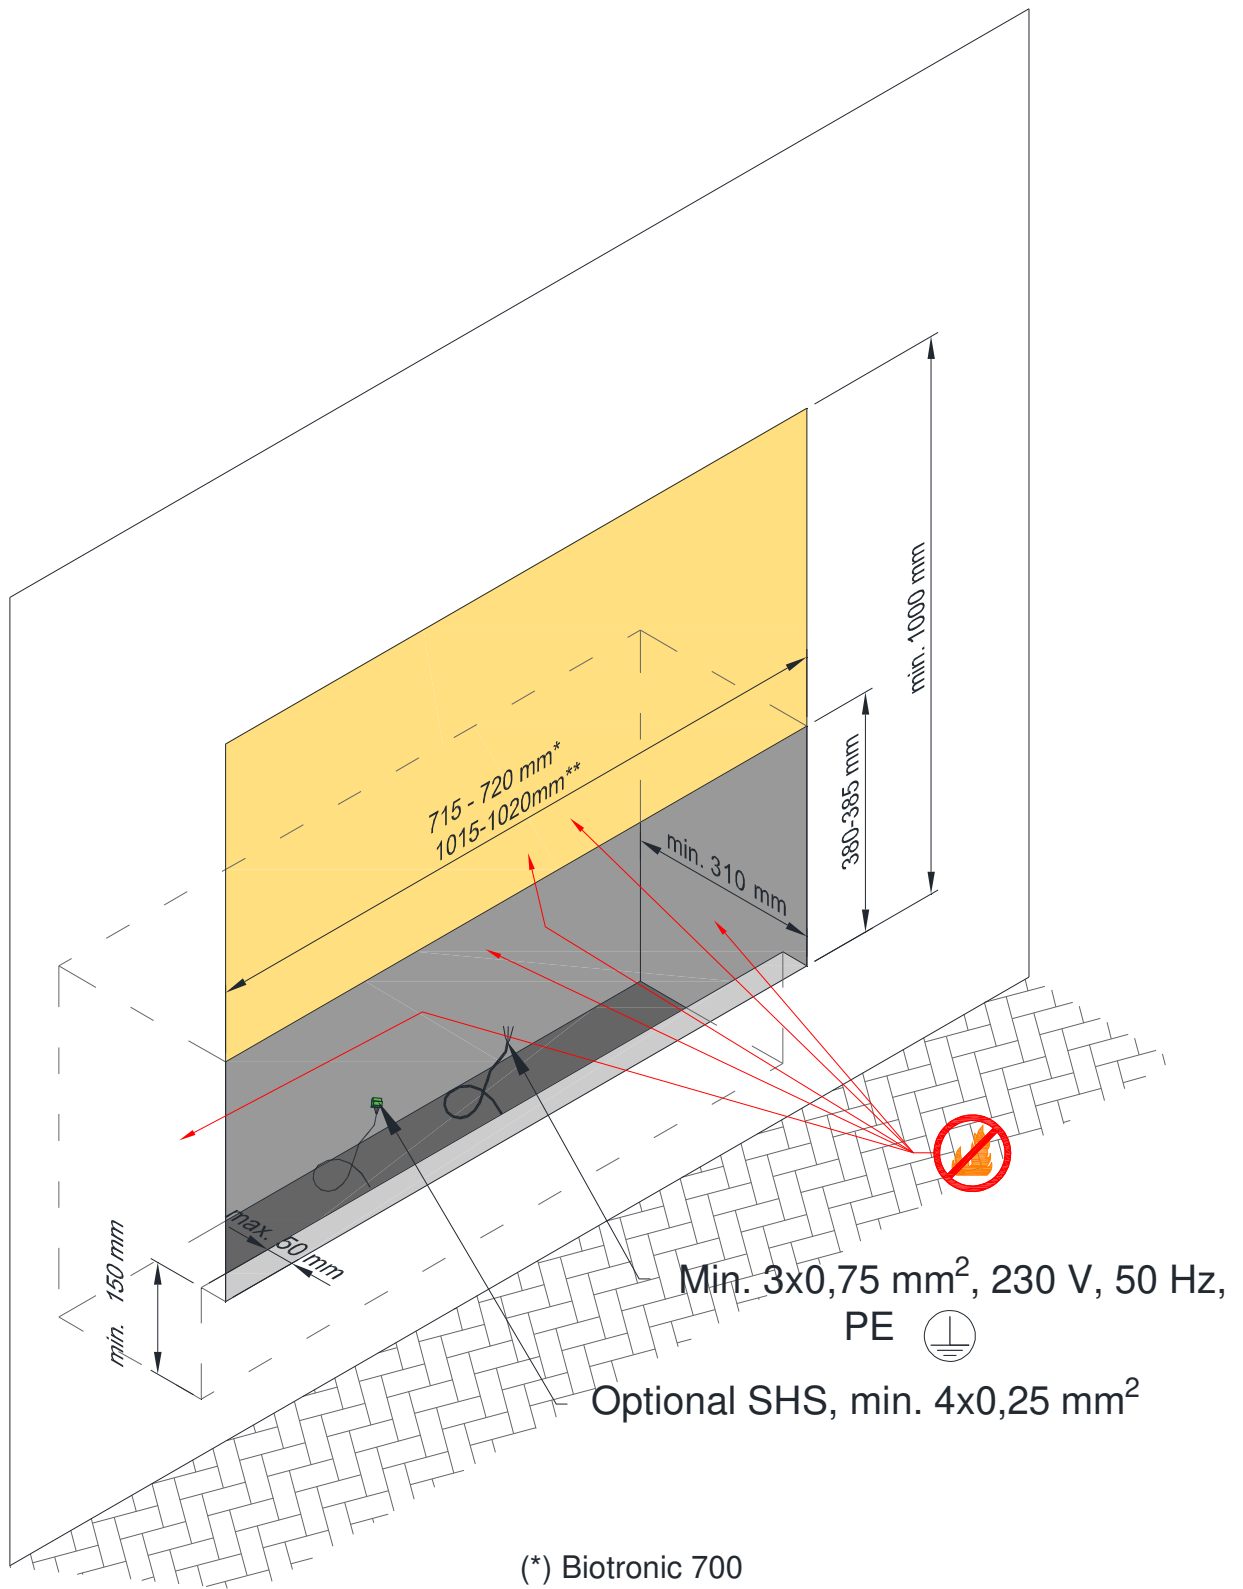 min. 1000 mm
715 - 720 mm*
1015-1020mm**
380-385 mm
min. 310 mm
max. 50 mm
min. 150 mm
Min. 3x0,75 mm², 230 V, 50 Hz,
PE
Optional SHS, min. 4x0,25 mm²
(*) Biotronic 700